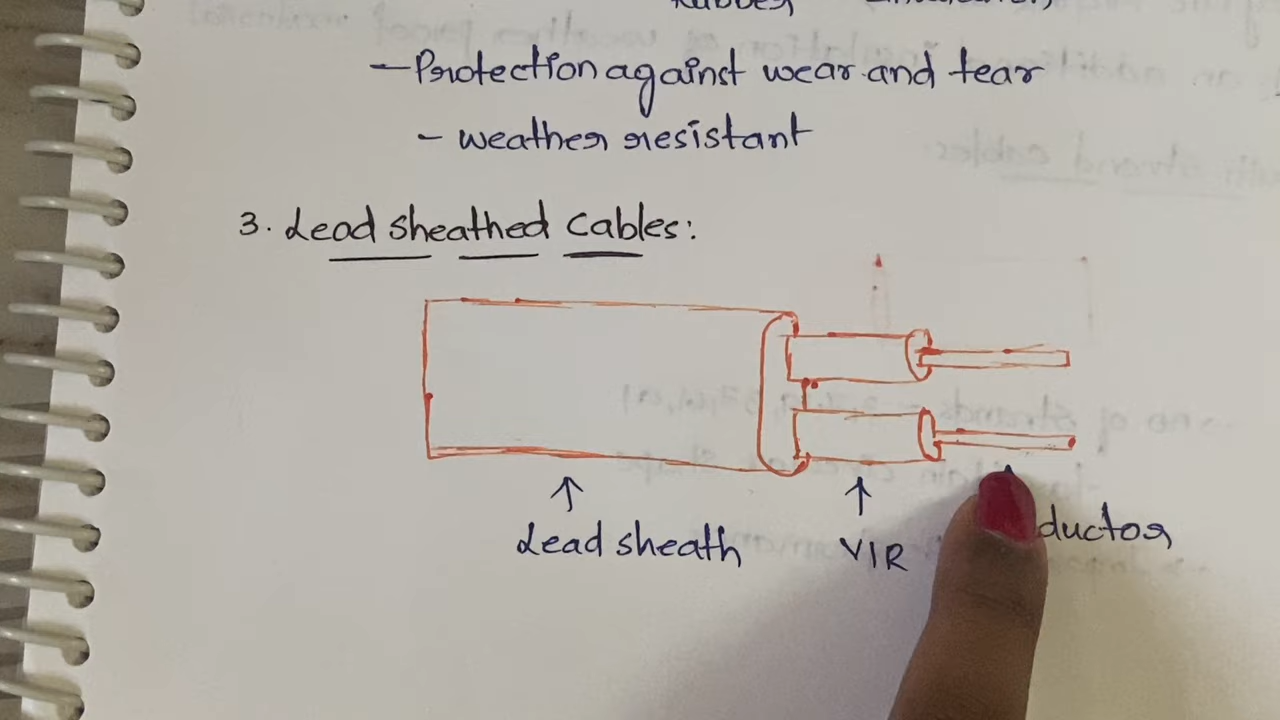 - Protection against wear and tear
- weather resistant
3. Lead sheathed Cables:
Lead sheath
VIR
ductor